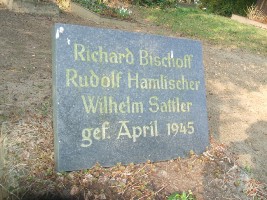 Richard Bischoff
Rudolf Hamlischer
Wilhelm Sattler
gef. April 1945